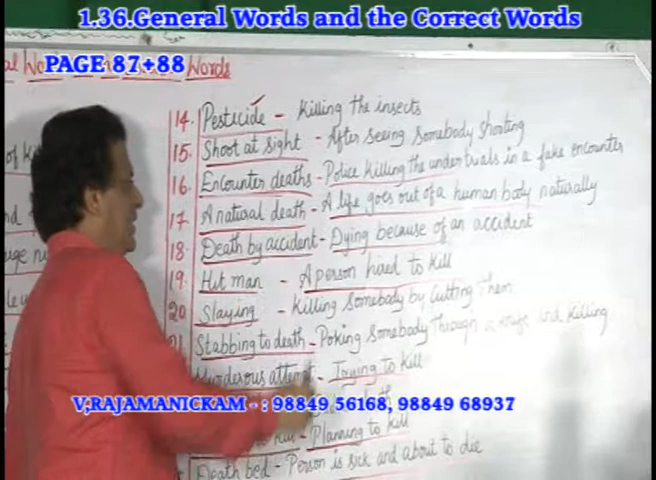 1.36.General Words and the Correct Words
PAGE 87+88
Words
14. Pesticide - Killing the insects
15. Shoot at sight - After seeing somebody shooting
16. Encounter deaths - Police killing the undertrials in a fake encounter
17. A natural death - A life goes out of a human body naturally
18. Death by accident - Dying because of an accident
19. Hit man - A person hired to kill
20 Slaying - Killing somebody by cutting them
21 Stabbing to death - Poking somebody through a knife and killing
Murderous attempt - Trying to kill
V,RAJAMANICKAM - : 98849 56168, 98849 68937
kill - Planning to kill
Death bed - Person is sick and about to die